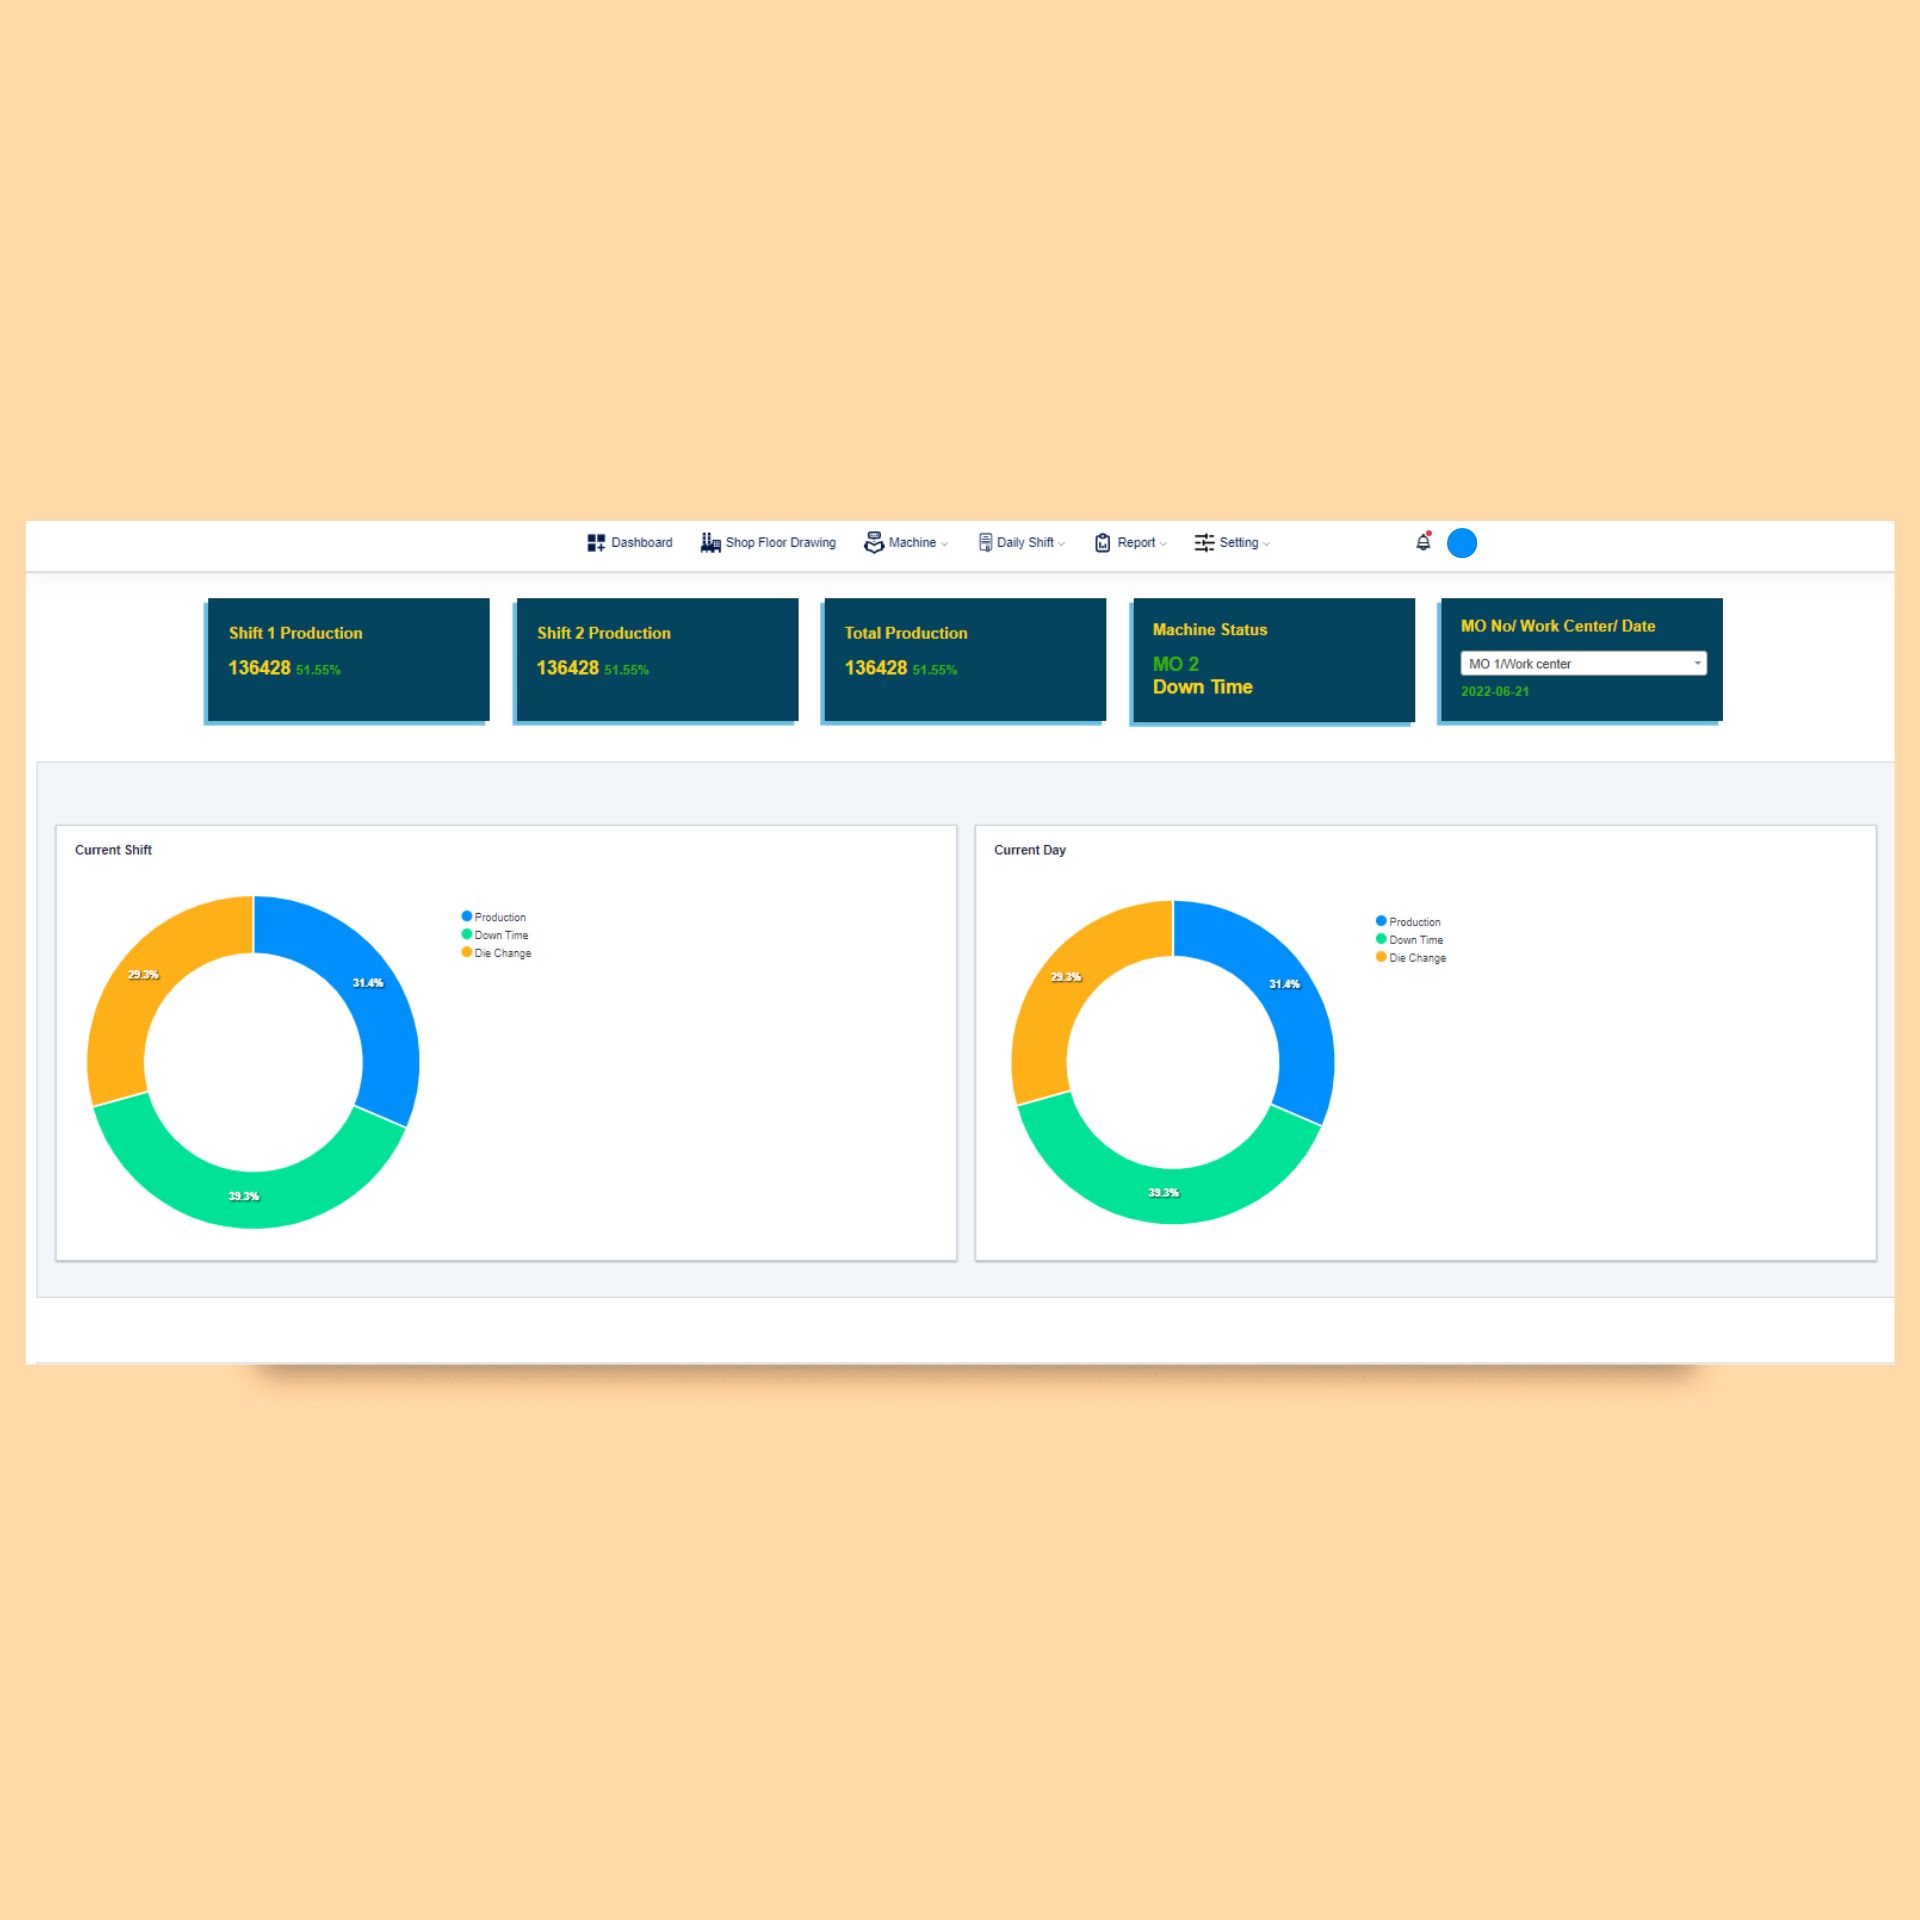 Dashboard Shop Floor Drawing Machine Daily Shift Report Setting
Shift 1 Production
136428 51.55%
Shift 2 Production
136428 51.55%
Total Production
136428 51.55%
Machine Status
MO 2
Down Time
MO No/ Work Center/ Date
MO 1/Work center
2022-06-21
Current Shift
29.3%
31.4%
39.3%
Production
Down Time
Die Change
Current Day
29.3%
31.4%
39.3%
Production
Down Time
Die Change